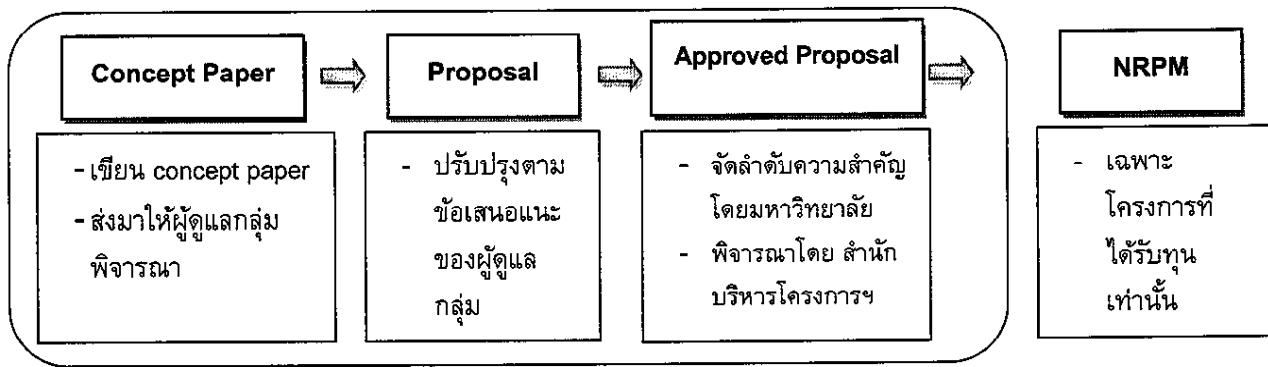 Concept Paper
- เขียน concept paper
- ส่งมาให้ผู้ดูแลกลุ่ม
พิจารณา
Proposal
- ปรับปรุงตาม
ข้อเสนอแนะ
ของผู้ดูแล
กลุ่ม
Approved Proposal
- จัดลำดับความสำคัญ
โดยมหาวิทยาลัย
- พิจารณาโดย สำนัก
บริหารโครงการฯ
NRPM
- เฉพาะ
โครงการที่
ได้รับทุน
เท่านั้น